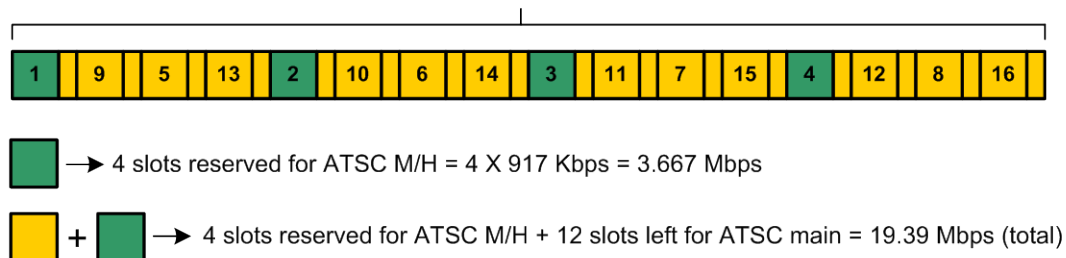 1 9 5 13 2 10 6 14 3 11 7 15 4 12 8 16
4 slots reserved for ATSC M/H = 4 X 917 Kbps = 3.667 Mbps
+ 4 slots reserved for ATSC M/H + 12 slots left for ATSC main = 19.39 Mbps (total)